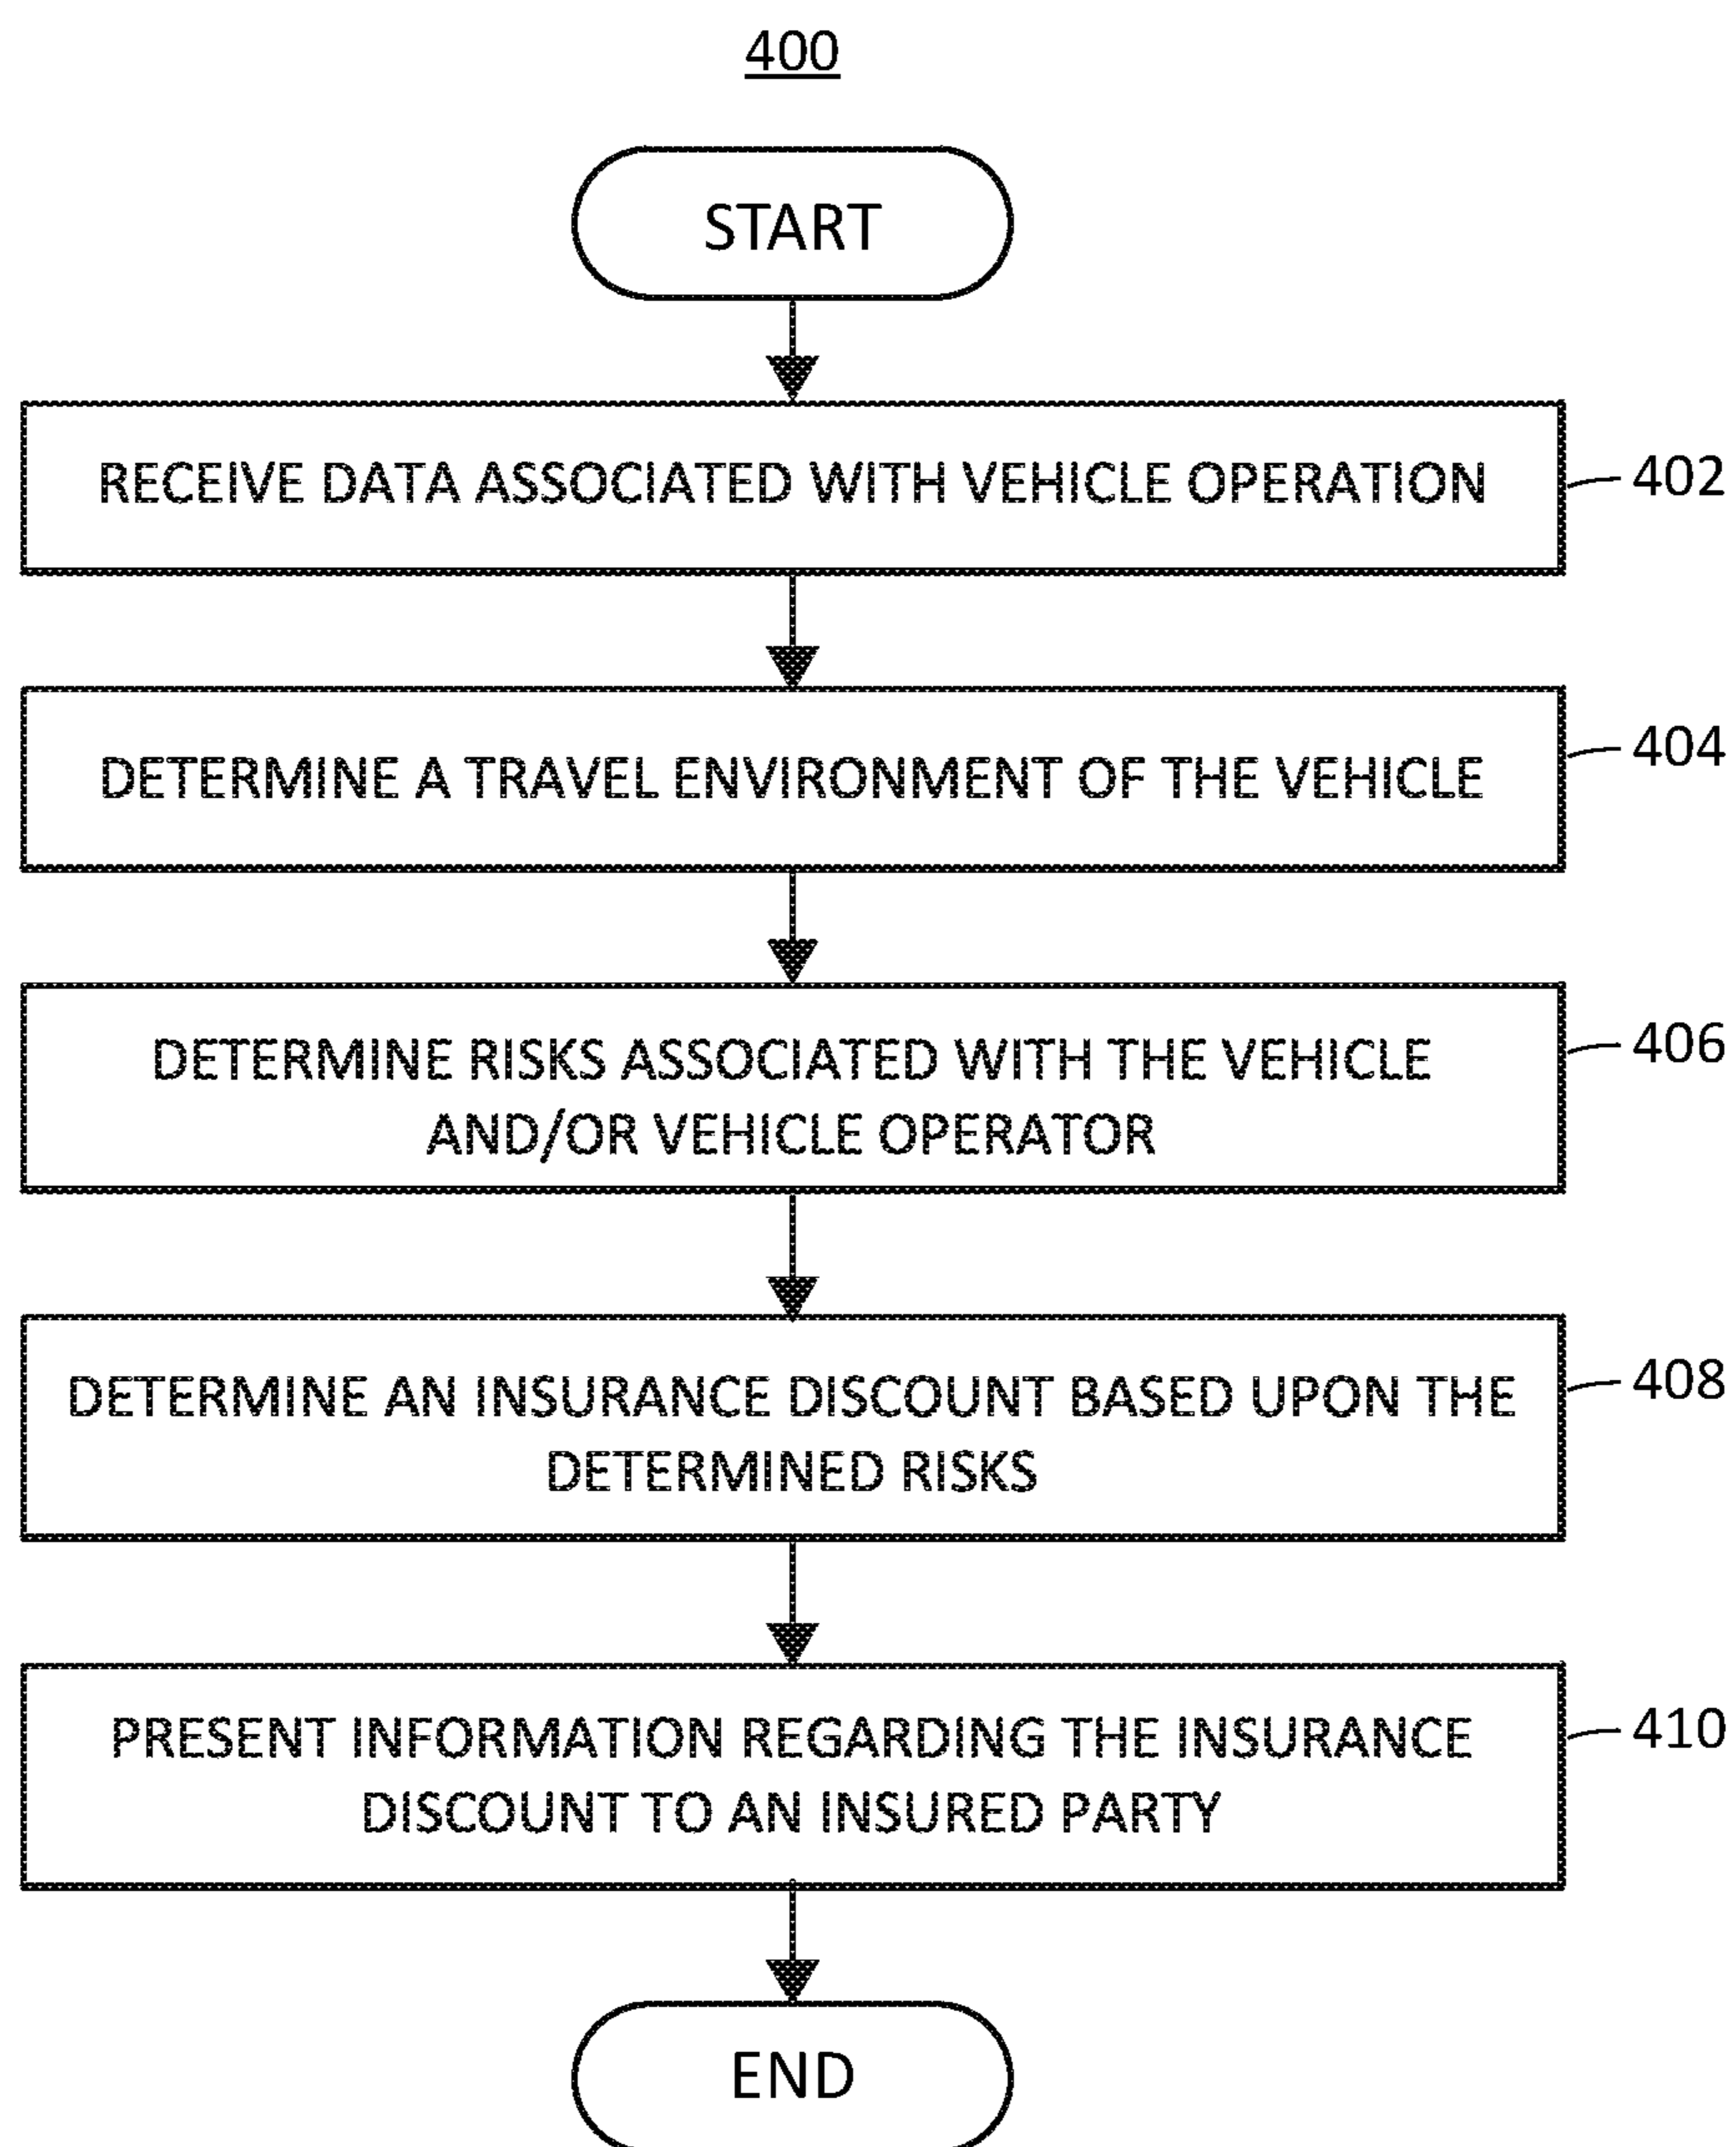 400
START
RECEIVE DATA ASSOCIATED WITH VEHICLE OPERATION
402
DETERMINE A TRAVEL ENVIRONMENT OF THE VEHICLE
404
DETERMINE RISKS ASSOCIATED WITH THE VEHICLE
AND/OR VEHICLE OPERATOR
406
DETERMINE AN INSURANCE DISCOUNT BASED UPON THE
DETERMINED RISKS
408
PRESENT INFORMATION REGARDING THE INSURANCE
DISCOUNT TO AN INSURED PARTY
410
END